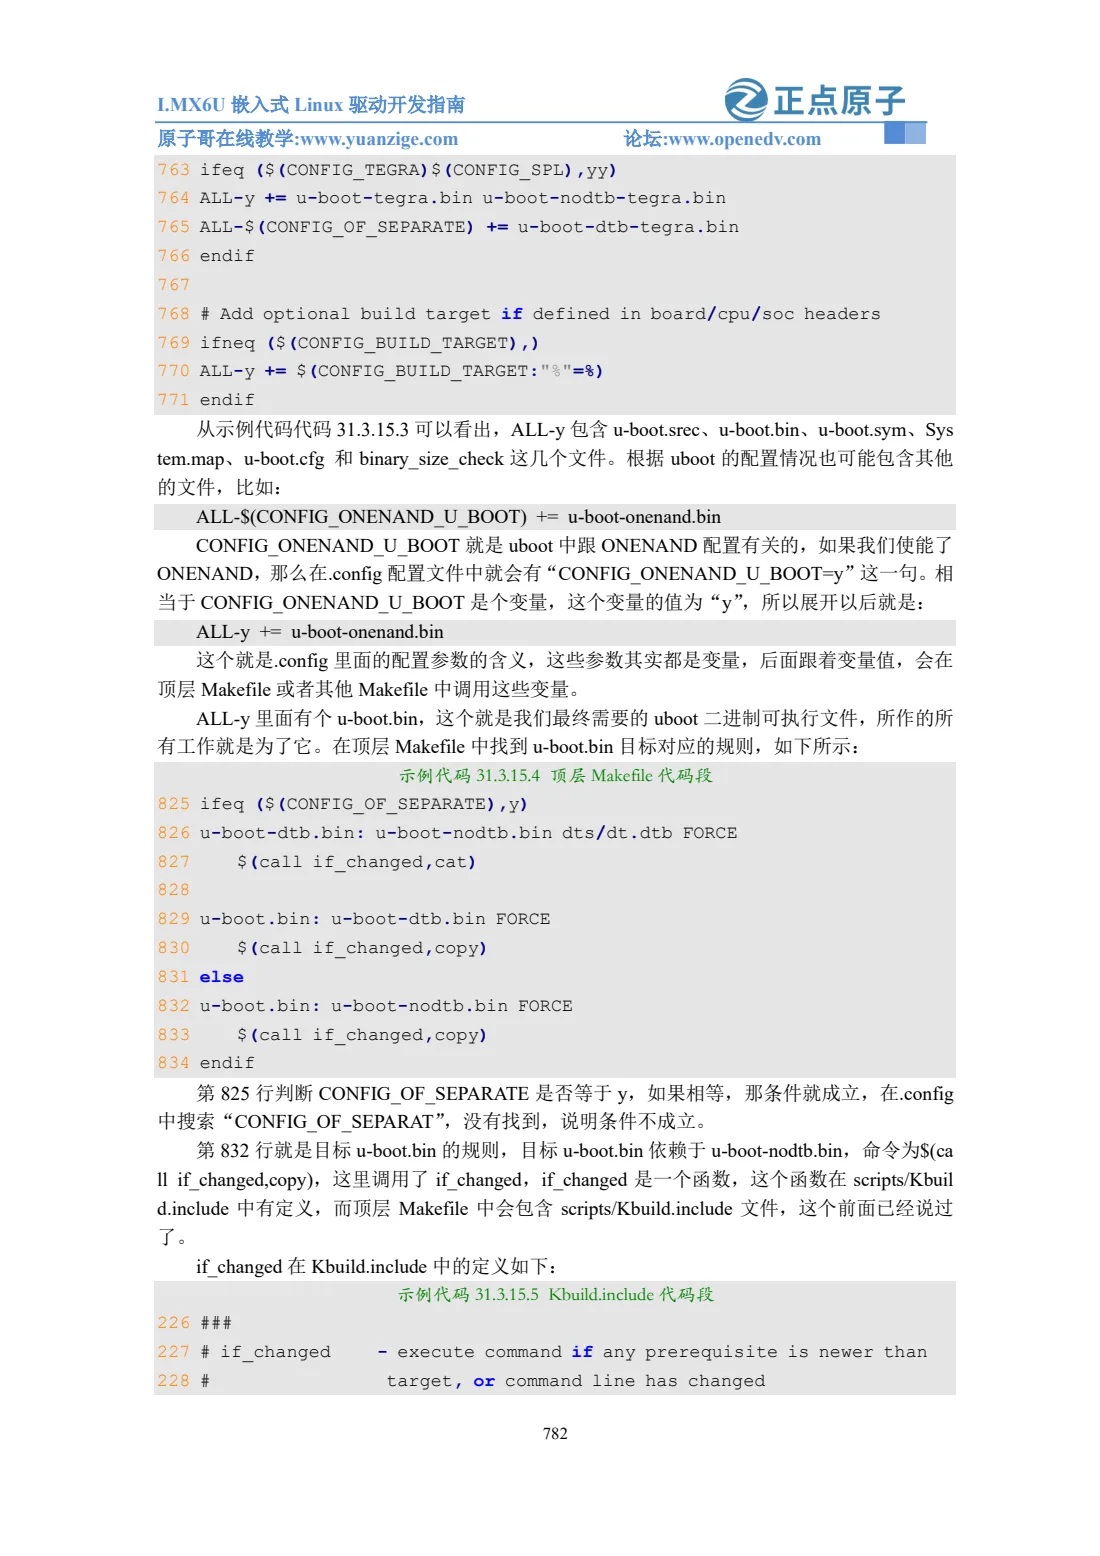 I.MX6U 嵌入式 Linux 驱动开发指南
正点原子
原子哥在线教学:www.yuanzige.com 论坛:www.openedv.com
763 ifeq ($(CONFIG_TEGRA)$(CONFIG_SPL),yy)
764 ALL-y += u-boot-tegra.bin u-boot-nodtb-tegra.bin
765 ALL-$(CONFIG_OF_SEPARATE) += u-boot-dtb-tegra.bin
766 endif
767
768 # Add optional build target if defined in board/cpu/soc headers
769 ifneq ($(CONFIG_BUILD_TARGET),)
770 ALL-y += $(CONFIG_BUILD_TARGET:"%"=%)
771 endif
从示例代码代码 31.3.15.3 可以看出，ALL-y 包含 u-boot.srec、u-boot.bin、u-boot.sym、Sys
tem.map、u-boot.cfg 和 binary_size_check 这几个文件。根据 uboot 的配置情况也可能包含其他
的文件，比如：
ALL-$(CONFIG_ONENAND_U_BOOT) += u-boot-onenand.bin
CONFIG_ONENAND_U_BOOT 就是 uboot 中跟 ONENAND 配置有关的，如果我们使能了
ONENAND，那么在.config 配置文件中就会有“CONFIG_ONENAND_U_BOOT=y”这一句。相
当于 CONFIG_ONENAND_U_BOOT 是个变量，这个变量的值为“y”，所以展开以后就是：
ALL-y += u-boot-onenand.bin
这个就是.config 里面的配置参数的含义，这些参数其实都是变量，后面跟着变量值，会在
顶层 Makefile 或者其他 Makefile 中调用这些变量。
ALL-y 里面有个 u-boot.bin，这个就是我们最终需要的 uboot 二进制可执行文件，所作的所
有工作就是为了它。在顶层 Makefile 中找到 u-boot.bin 目标对应的规则，如下所示：
示例代码 31.3.15.4 顶层 Makefile 代码段
825 ifeq ($(CONFIG_OF_SEPARATE),y)
826 u-boot-dtb.bin: u-boot-nodtb.bin dts/dt.dtb FORCE
827 $(call if_changed,cat)
828
829 u-boot.bin: u-boot-dtb.bin FORCE
830 $(call if_changed,copy)
831 else
832 u-boot.bin: u-boot-nodtb.bin FORCE
833 $(call if_changed,copy)
834 endif
第 825 行判断 CONFIG_OF_SEPARATE 是否等于 y，如果相等，那条件就成立，在.config
中搜索“CONFIG_OF_SEPARAT”，没有找到，说明条件不成立。
第 832 行就是目标 u-boot.bin 的规则，目标 u-boot.bin 依赖于 u-boot-nodtb.bin，命令为$(ca
ll if_changed,copy)，这里调用了 if_changed，if_changed 是一个函数，这个函数在 scripts/Kbuil
d.include 中有定义，而顶层 Makefile 中会包含 scripts/Kbuild.include 文件，这个前面已经说过
了。
if_changed 在 Kbuild.include 中的定义如下：
示例代码 31.3.15.5 Kbuild.include 代码段
226 ###
227 # if_changed - execute command if any prerequisite is newer than
228 # target, or command line has changed
782